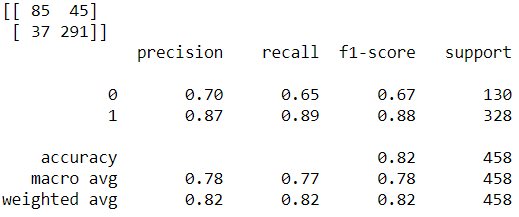 [[ 85 45]
[ 37 291]]
precision recall f1-score support
0 0.70 0.65 0.67 130
1 0.87 0.89 0.88 328
accuracy 0.82 458
macro avg 0.78 0.77 0.78 458
weighted avg 0.82 0.82 0.82 458